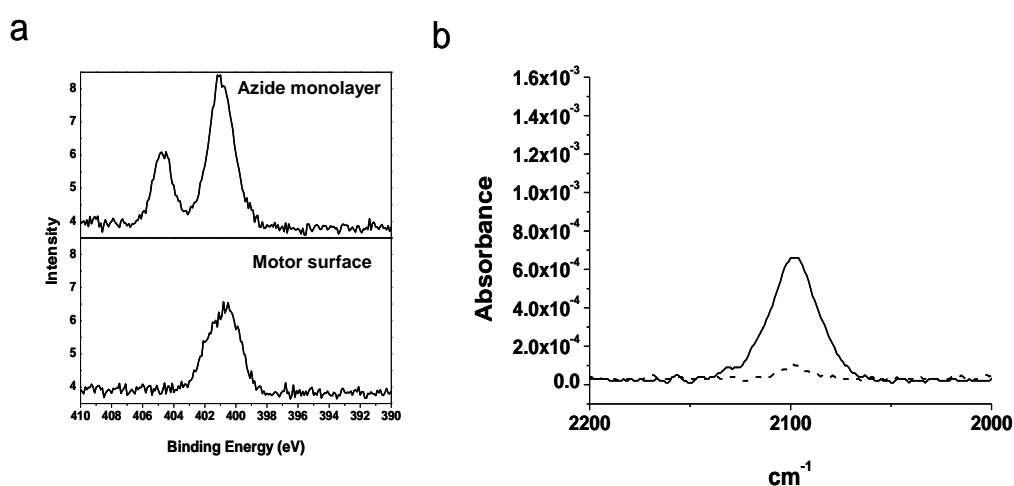 a
Azide monolayer
8
7
6
5
4
Motor surface
8
7
6
5
4
Intensity
410 408 406 404 402 400 398 396 394 392 390
Binding Energy (eV)
b
1.6x10⁻³
1.4x10⁻³
1.2x10⁻³
1.0x10⁻³
8.0x10⁻⁴
6.0x10⁻⁴
4.0x10⁻⁴
2.0x10⁻⁴
0.0
Absorbance
2200 2100 2000
cm⁻¹